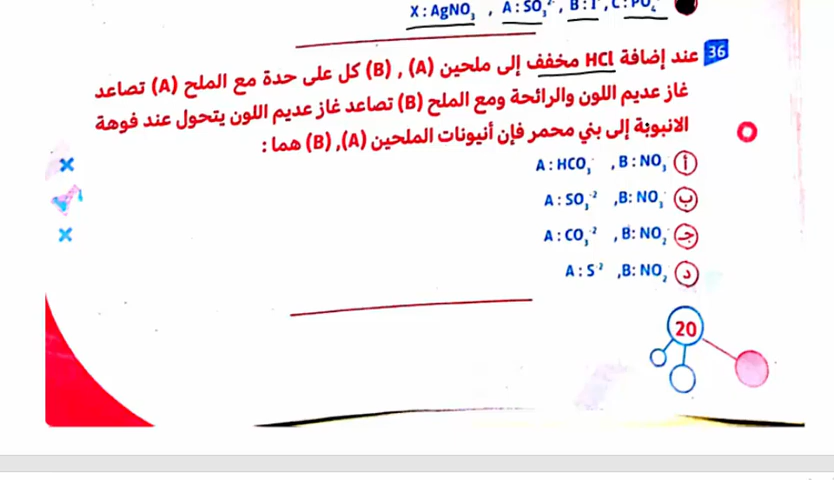 X : AgNO₃ , A : SO₃²⁻ , B : I⁻ , C : PO₄
36 عند إضافة HCl مخفف إلى ملحين (A) , (B) كل على حدة مع الملح (A) تصاعد
غاز عديم اللون والرائحة ومع الملح (B) تصاعد غاز عديم اللون يتحول عند فوهة
الانبوبة إلى بني محمر فإن أنيونات الملحين (A),(B) هما :
أ A : HCO₃⁻ , B : NO₃⁻
ب A : SO₃⁻² ,B: NO₃⁻
جـ A : CO₃⁻² , B: NO₂⁻
د A : S⁻² ,B: NO₂
20